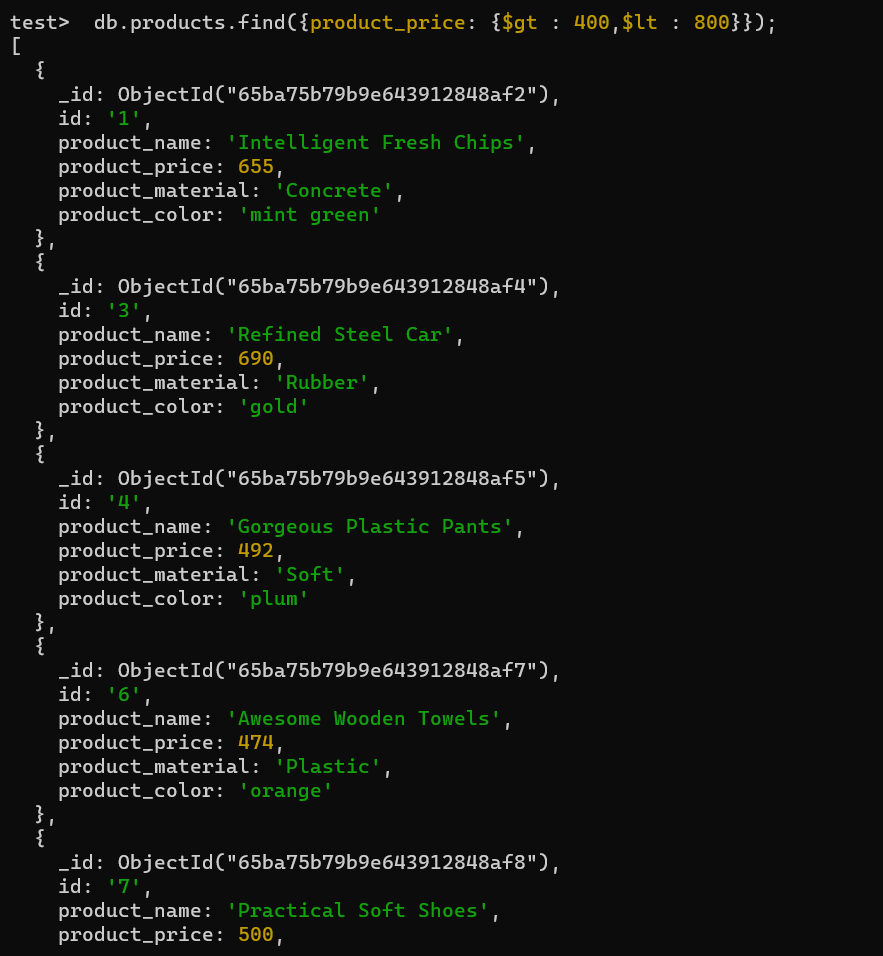 test>  db.products.find({product_price: {$gt : 400,$lt : 800}});
[
  {
    _id: ObjectId("65ba75b79b9e643912848af2"),
    id: '1',
    product_name: 'Intelligent Fresh Chips',
    product_price: 655,
    product_material: 'Concrete',
    product_color: 'mint green'
  },
  {
    _id: ObjectId("65ba75b79b9e643912848af4"),
    id: '3',
    product_name: 'Refined Steel Car',
    product_price: 690,
    product_material: 'Rubber',
    product_color: 'gold'
  },
  {
    _id: ObjectId("65ba75b79b9e643912848af5"),
    id: '4',
    product_name: 'Gorgeous Plastic Pants',
    product_price: 492,
    product_material: 'Soft',
    product_color: 'plum'
  },
  {
    _id: ObjectId("65ba75b79b9e643912848af7"),
    id: '6',
    product_name: 'Awesome Wooden Towels',
    product_price: 474,
    product_material: 'Plastic',
    product_color: 'orange'
  },
  {
    _id: ObjectId("65ba75b79b9e643912848af8"),
    id: '7',
    product_name: 'Practical Soft Shoes',
    product_price: 500,